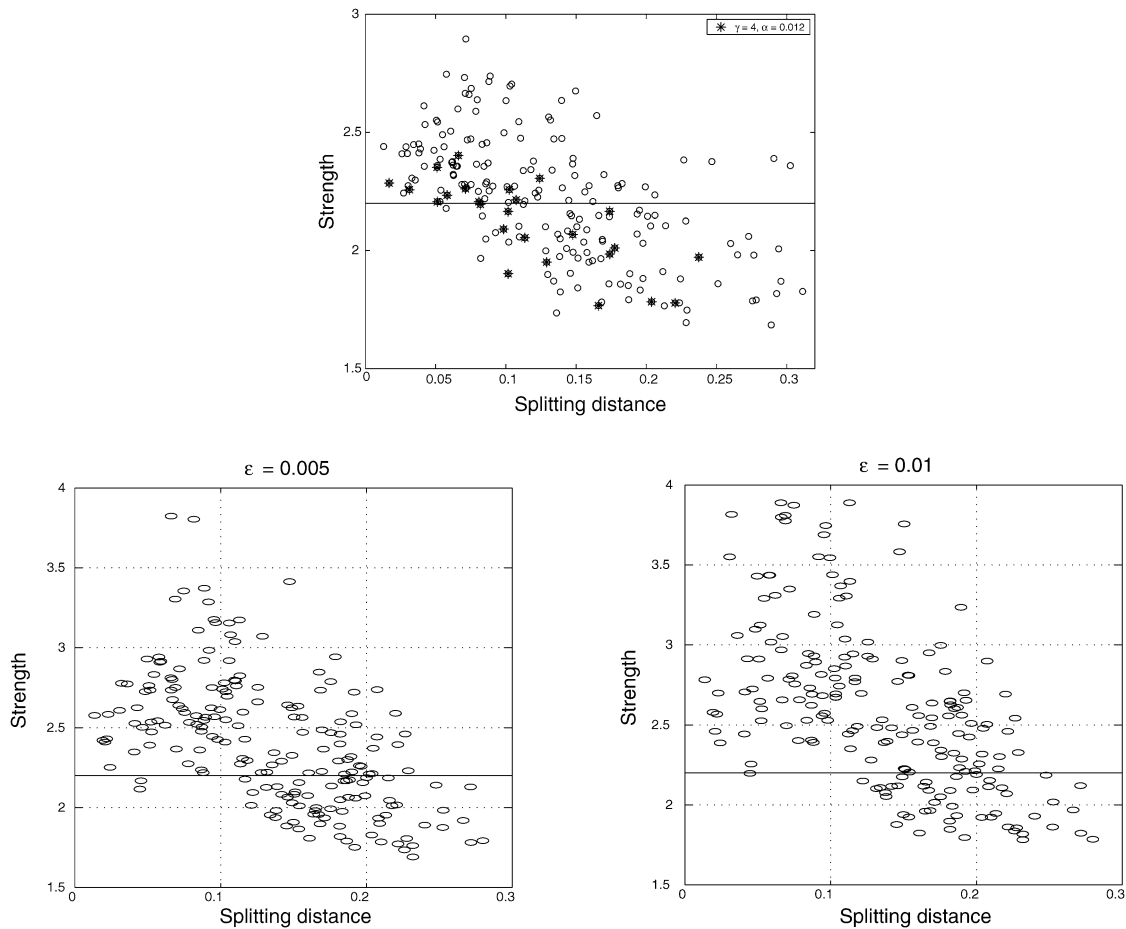 3
γ = 4, α = 0.012
2.5
Strength
2
1.5
0 0.05 0.1 0.15 0.2 0.25 0.3
Splitting distance
ε = 0.005
4
3.5
3
Strength
2.5
2
1.5
0 0.1 0.2 0.3
Splitting distance
ε = 0.01
4
3.5
3
Strength
2.5
2
1.5
0 0.1 0.2 0.3
Splitting distance